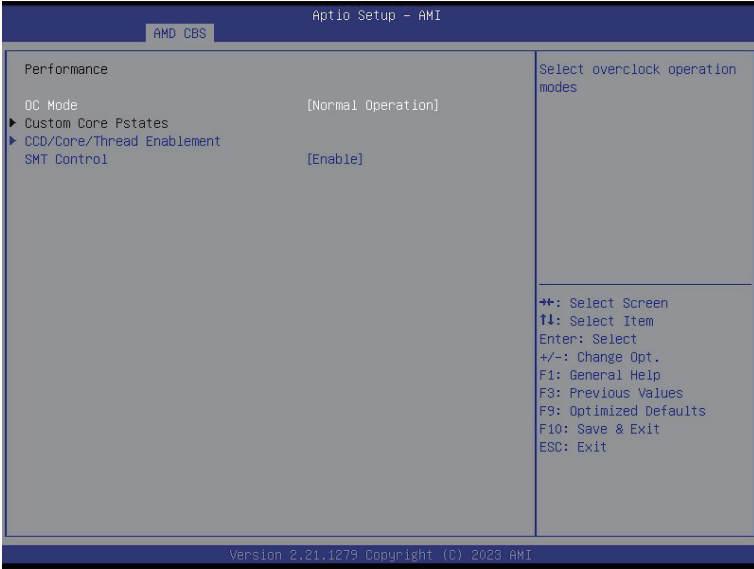 Aptio Setup – AMI
AMD CBS
Performance
OC Mode [Normal Operation]
Custom Core Pstates
CCD/Core/Thread Enablement
SMT Control [Enable]
Select overclock operation
modes
→←: Select Screen
↑↓: Select Item
Enter: Select
+/-: Change Opt.
F1: General Help
F3: Previous Values
F9: Optimized Defaults
F10: Save & Exit
ESC: Exit
Version 2.21.1279 Copyright (C) 2023 AMI